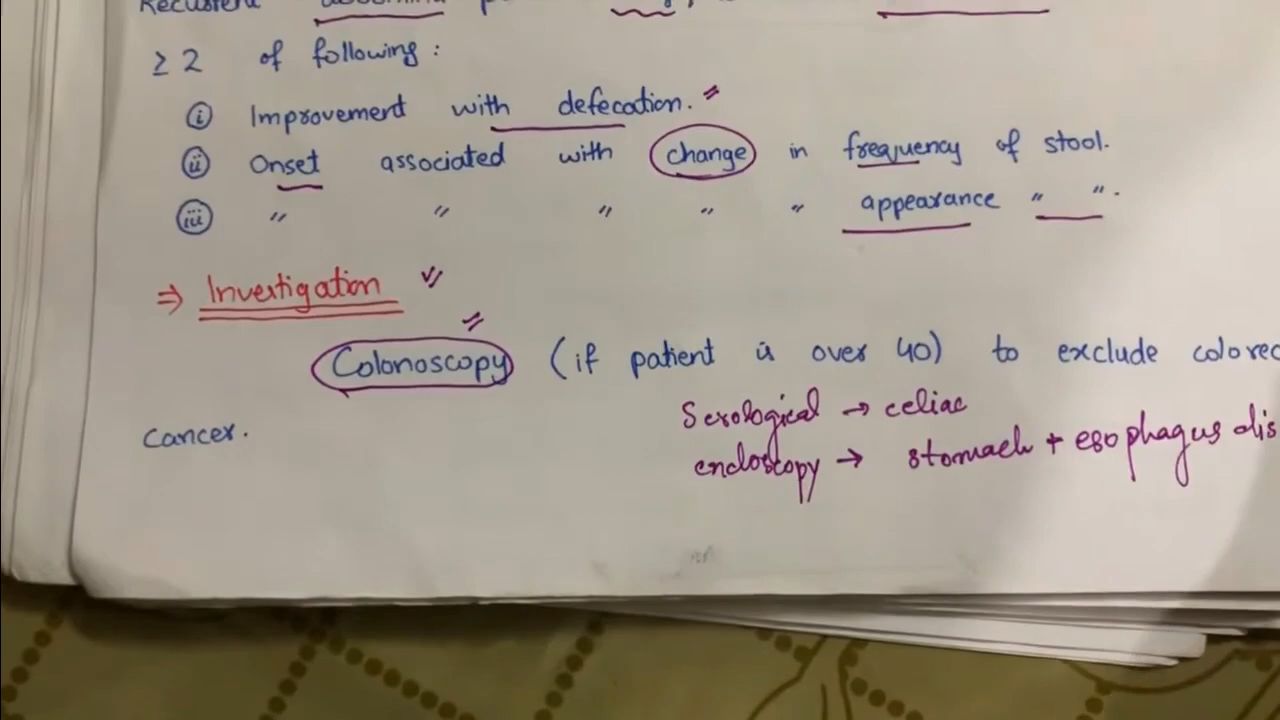 Recurrent
≥ 2 of following :
(i) Improvement with defecation.
(ii) Onset associated with change in frequency of stool.
(iii) " " " " " appearance " ".
⇒ Investigation
Colonoscopy (if patient is over 40) to exclude colorec
cancer.
Serological → celiac
endoscopy → stomach + esophagus dis